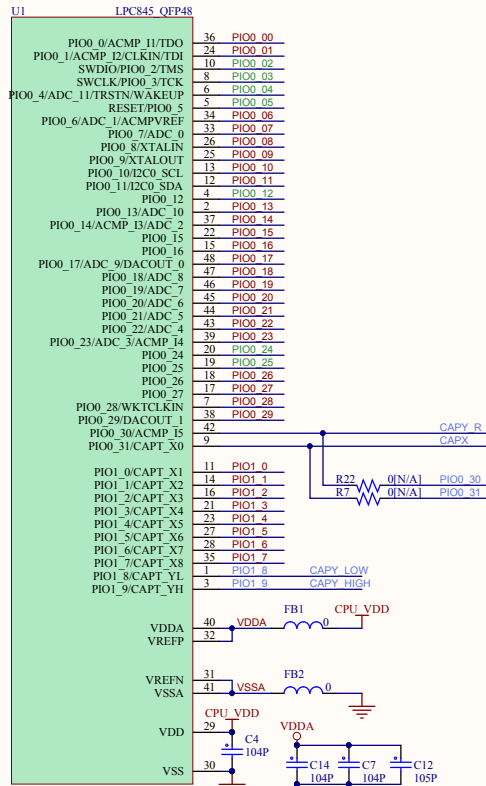 U1 LPC845_QFP48
PIO0_0/ACMP_I1/TDO 36 PIO0_00
PIO0_1/ACMP_I2/CLKIN/TDI 24 PIO0_01
SWDIO/PIO0_2/TMS 10 PIO0_02
SWCLK/PIO0_3/TCK 8 PIO0_03
PIO0_4/ADC_11/TRSTN/WAKEUP 6 PIO0_04
RESET/PIO0_5 5 PIO0_05
PIO0_6/ADC_1/ACMPVREF 34 PIO0_06
PIO0_7/ADC_0 33 PIO0_07
PIO0_8/XTALIN 26 PIO0_08
PIO0_9/XTALOUT 25 PIO0_09
PIO0_10/I2C0_SCL 13 PIO0_10
PIO0_11/I2C0_SDA 12 PIO0_11
PIO0_12 4 PIO0_12
PIO0_13/ADC_10 2 PIO0_13
PIO0_14/ACMP_I3/ADC_2 37 PIO0_14
PIO0_15 22 PIO0_15
PIO0_16 15 PIO0_16
PIO0_17/ADC_9/DACOUT_0 48 PIO0_17
PIO0_18/ADC_8 47 PIO0_18
PIO0_19/ADC_7 46 PIO0_19
PIO0_20/ADC_6 45 PIO0_20
PIO0_21/ADC_5 44 PIO0_21
PIO0_22/ADC_4 43 PIO0_22
PIO0_23/ADC_3/ACMP_I4 39 PIO0_23
PIO0_24 20 PIO0_24
PIO0_25 19 PIO0_25
PIO0_26 18 PIO0_26
PIO0_27 17 PIO0_27
PIO0_28/WKTCLKIN 7 PIO0_28
PIO0_29/DACOUT_1 38 PIO0_29
PIO0_30/ACMP_I5 42 CAPY_R
PIO0_31/CAPT_X0 9 CAPX
PIO1_0/CAPT_X1 11 PIO1_0
PIO1_1/CAPT_X2 14 PIO1_1 R22 0[N/A] PIO0_30
PIO1_2/CAPT_X3 16 PIO1_2 R7 0[N/A] PIO0_31
PIO1_3/CAPT_X4 21 PIO1_3
PIO1_4/CAPT_X5 23 PIO1_4
PIO1_5/CAPT_X6 27 PIO1_5
PIO1_6/CAPT_X7 28 PIO1_6
PIO1_7/CAPT_X8 35 PIO1_7
PIO1_8/CAPT_YL 1 PIO1_8 CAPY_LOW
PIO1_9/CAPT_YH 3 PIO1_9 CAPY_HIGH
FB1 CPU_VDD
VDDA 40 VDDA 0
VREFP 32
VREFN 31 FB2
VSSA 41 VSSA 0
CPU_VDD
VDD 29 VDDA
C4
104P
C14 C7 C12
VSS 30 104P 104P 105P